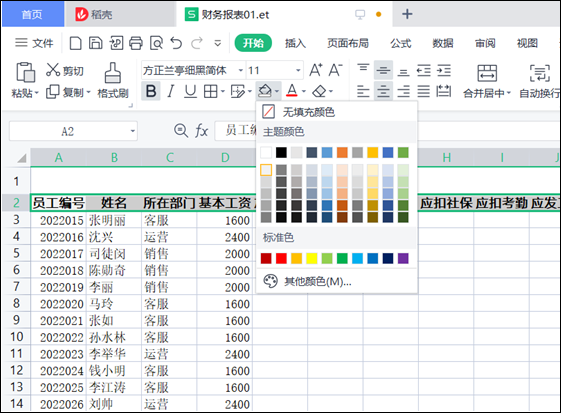 首页 稻壳 S 财务报表01.et
文件 开始 插入 页面布局 公式 数据 审阅 视图
粘贴 剪切 复制 格式刷 方正兰亭细黑简体 11 A⁺ A⁻ 合并居中 自动换行
B I U A
A2 fx 员工编
无填充颜色
主题颜色
标准色
其他颜色(M)...
A B C D H I
1
2 员工编号 姓名 所在部门 基本工资 应扣社保 应扣考勤 应发
3 2022015 张明丽 客服 1600
4 2022016 沈兴 运营 2400
5 2022017 司徒闵 销售 2000
6 2022018 陈勋奇 销售 2000
7 2022019 李丽 销售 2000
8 2022020 马玲 客服 1600
9 2022021 张如 客服 1600
10 2022022 孙水林 客服 1600
11 2022023 李举华 运营 2400
12 2022024 钱小明 客服 1600
13 2022025 李江涛 客服 1600
14 2022026 刘帅 运营 2400